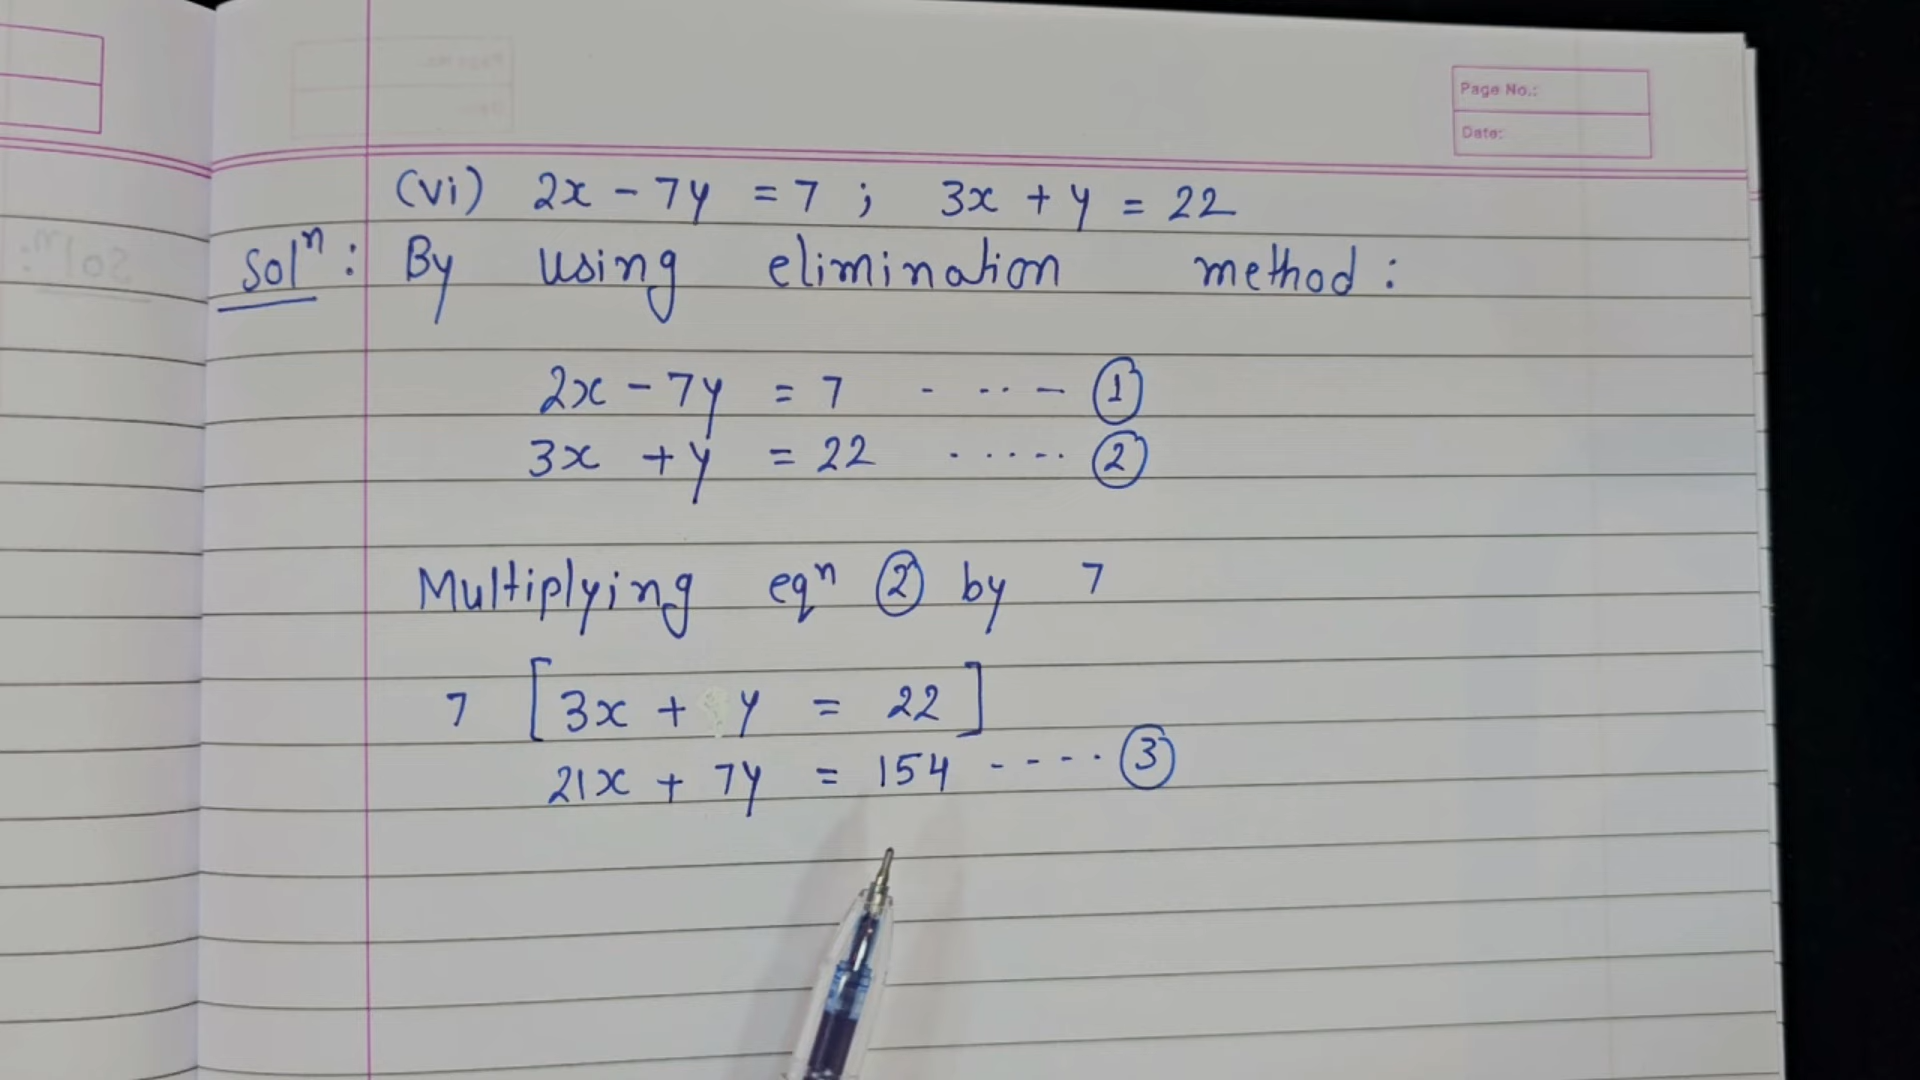 Page No.:
Date:
(vi) 2x - 7y = 7 ; 3x + y = 22
Solⁿ : By using elimination method :
2x - 7y = 7 - ... - ①
3x + y = 22 ..... ②
Multiplying eqⁿ ② by 7
7 [ 3x + y = 22 ]
21x + 7y = 154 ----. ③